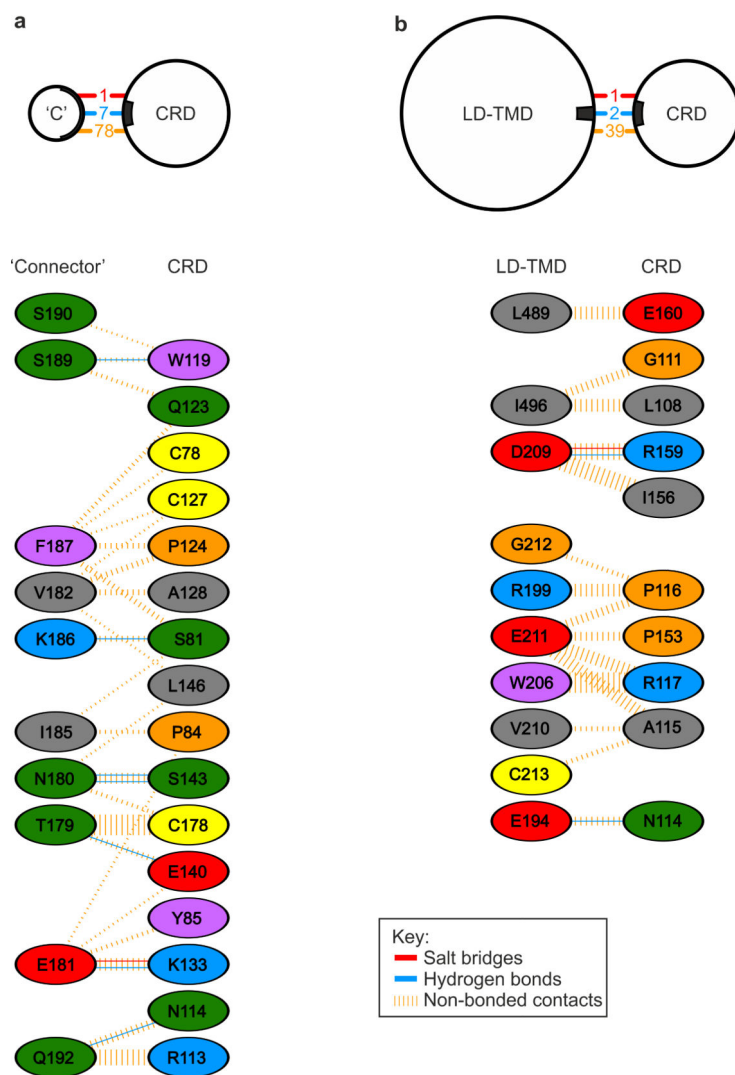 a
b
1
'C' 7 CRD
78
1
LD-TMD 2 CRD
39
'Connector' CRD
LD-TMD CRD
S190
S189 W119
Q123
C78
C127
F187 P124
V182 A128
K186 S81
L146
I185 P84
N180 S143
T179 C178
E140
Y85
E181 K133
N114
Q192 R113
L489 E160
G111
I496 L108
D209 R159
I156
G212
R199 P116
E211 P153
W206 R117
V210 A115
C213
E194 N114
Key:
Salt bridges
Hydrogen bonds
Non-bonded contacts